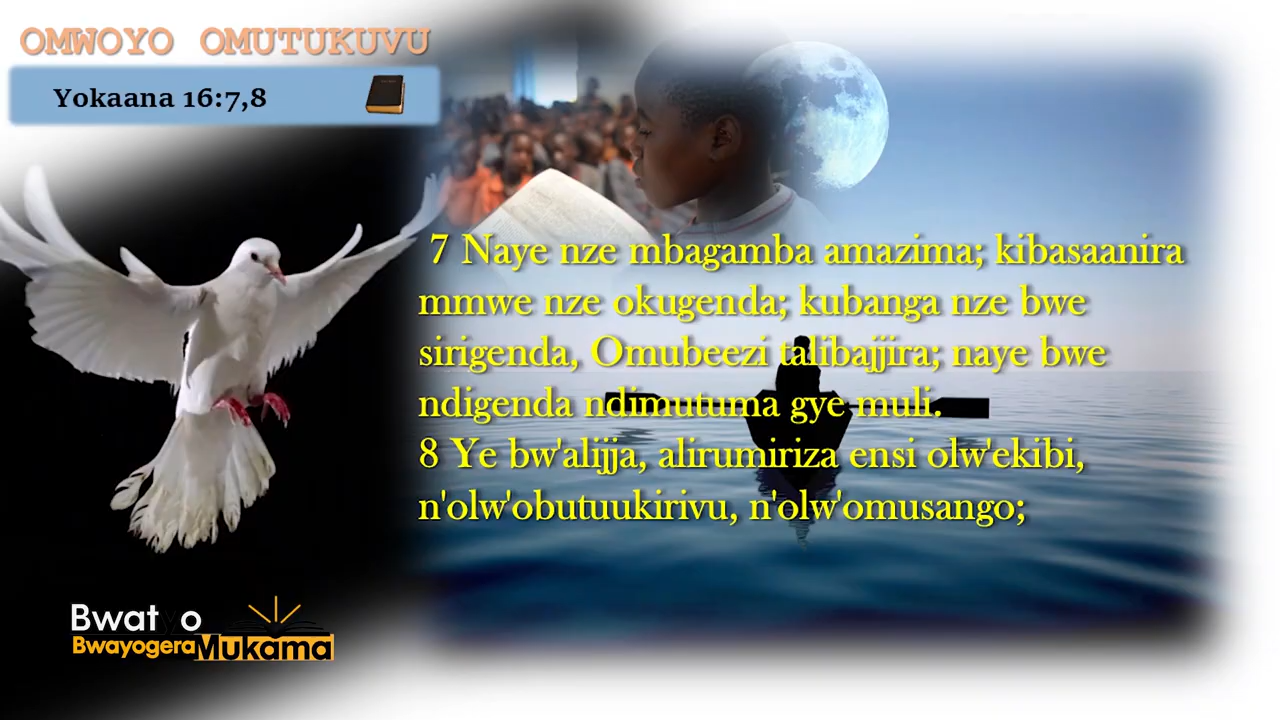 OMWOYO OMUTUKUVU
Yokaana 16:7,8
7 Naye nze mbagamba amazima; kibasaanira
mmwe nze okugenda; kubanga nze bwe
sirigenda, Omubeezi talibajjira; naye bwe
ndigenda ndimutuma gye muli.
8 Ye bw'alijja, alirumiriza ensi olw'ekibi,
n'olw'obutuukirivu, n'olw'omusango;
Bwatyo
BwayogeraMukama